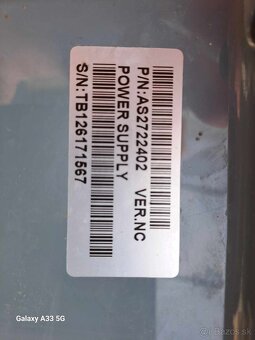 P/N:AS2722402 VER.NC
POWER SUPPLY
S/N:TB126171567
Galaxy A33 5G
Bazos.sk